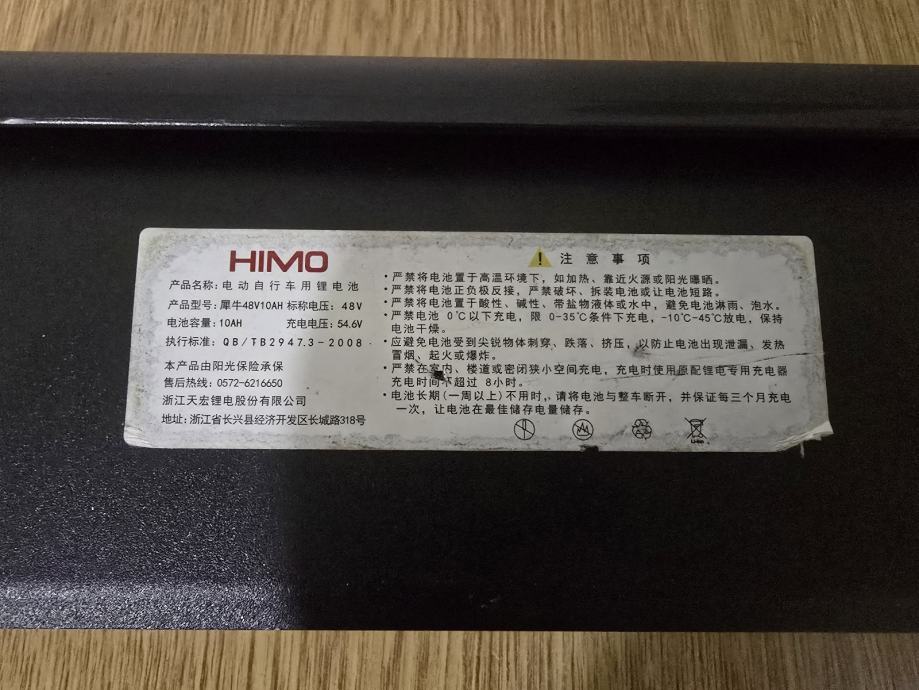 HIMO
产品名称：电动自行车用锂电池
产品型号：犀牛48V10AH 标称电压：48V
电池容量：10AH 充电电压：54.6V
执行标准：QB/TB2947.3-2008
本产品由阳光保险承保
售后热线：0572-6216650
浙江天宏锂电股份有限公司
地址：浙江省长兴县经济开发区长城路318号
注意事项
·严禁将电池置于高温环境下，如加热、靠近火源或阳光曝晒。
·严禁将电池正负极反接，严禁破坏、拆装电池或让电池短路。
·严禁将电池置于酸性、碱性、带盐物液体或水中，避免电池淋雨、泡水。
·严禁电池 0℃以下充电，限 0-35℃条件下充电，-10℃-45℃放电，保持
电池干燥。
·应避免电池受到尖锐物体刺穿、跌落、挤压，以防止电池出现泄漏、发热
冒烟、起火或爆炸。
·严禁在室内、楼道或密闭狭小空间充电，充电时使用原配锂电专用充电器
充电时间不超过 8小时。
·电池长期(一周以上)不用时，请将电池与整车断开，并保证每三个月充电
一次，让电池在最佳储存电量储存。
Li-ion